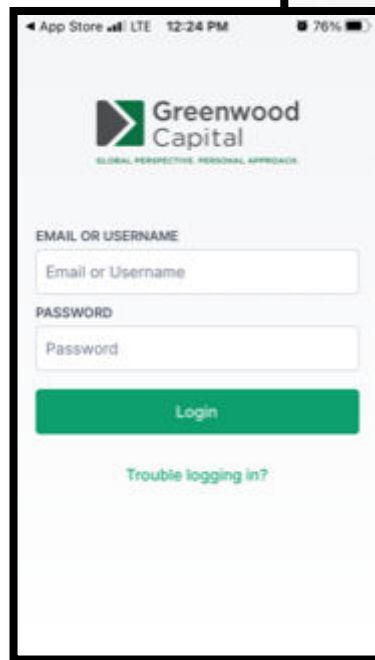 App Store LTE 12:24 PM 76%
Greenwood
Capital
GLOBAL PERSPECTIVE. PERSONAL APPROACH.
EMAIL OR USERNAME
Email or Username
PASSWORD
Password
Login
Trouble logging in?